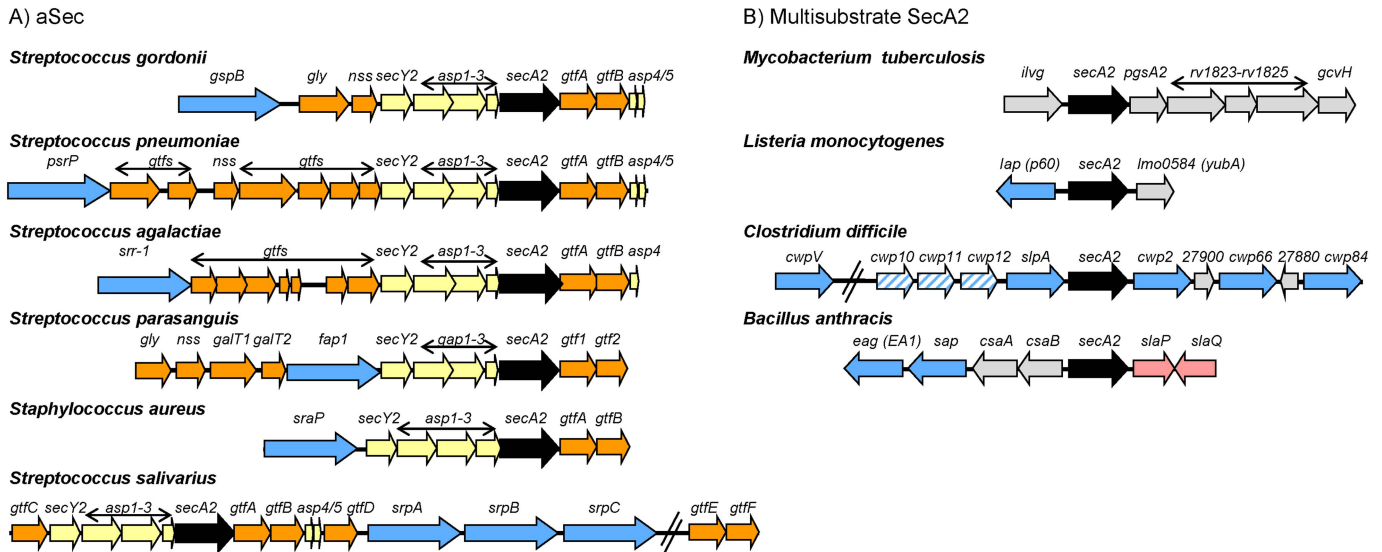 A) aSec
Streptococcus gordonii
gspB gly nss secY2 asp1-3 secA2 gtfA gtfB asp4/5
Streptococcus pneumoniae
psrP gtfs nss gtfs secY2 asp1-3 secA2 gtfA gtfB asp4/5
Streptococcus agalactiae
srr-1 gtfs secY2 asp1-3 secA2 gtfA gtfB asp4
Streptococcus parasanguis
gly nss galT1 galT2 fap1 secY2 gap1-3 secA2 gtf1 gtf2
Staphylococcus aureus
sraP secY2 asp1-3 secA2 gtfA gtfB
Streptococcus salivarius
gtfC secY2 asp1-3 secA2 gtfA gtfB asp4/5 gtfD srpA srpB srpC gtfE gtfF
B) Multisubstrate SecA2
Mycobacterium tuberculosis
ilvg secA2 pgsA2 rv1823-rv1825 gcvH
Listeria monocytogenes
Iap (p60) secA2 lmo0584 (yubA)
Clostridium difficile
cwpV cwp10 cwp11 cwp12 slpA secA2 cwp2 27900 cwp66 27880 cwp84
Bacillus anthracis
eag (EA1) sap csaA csaB secA2 slaP slaQ